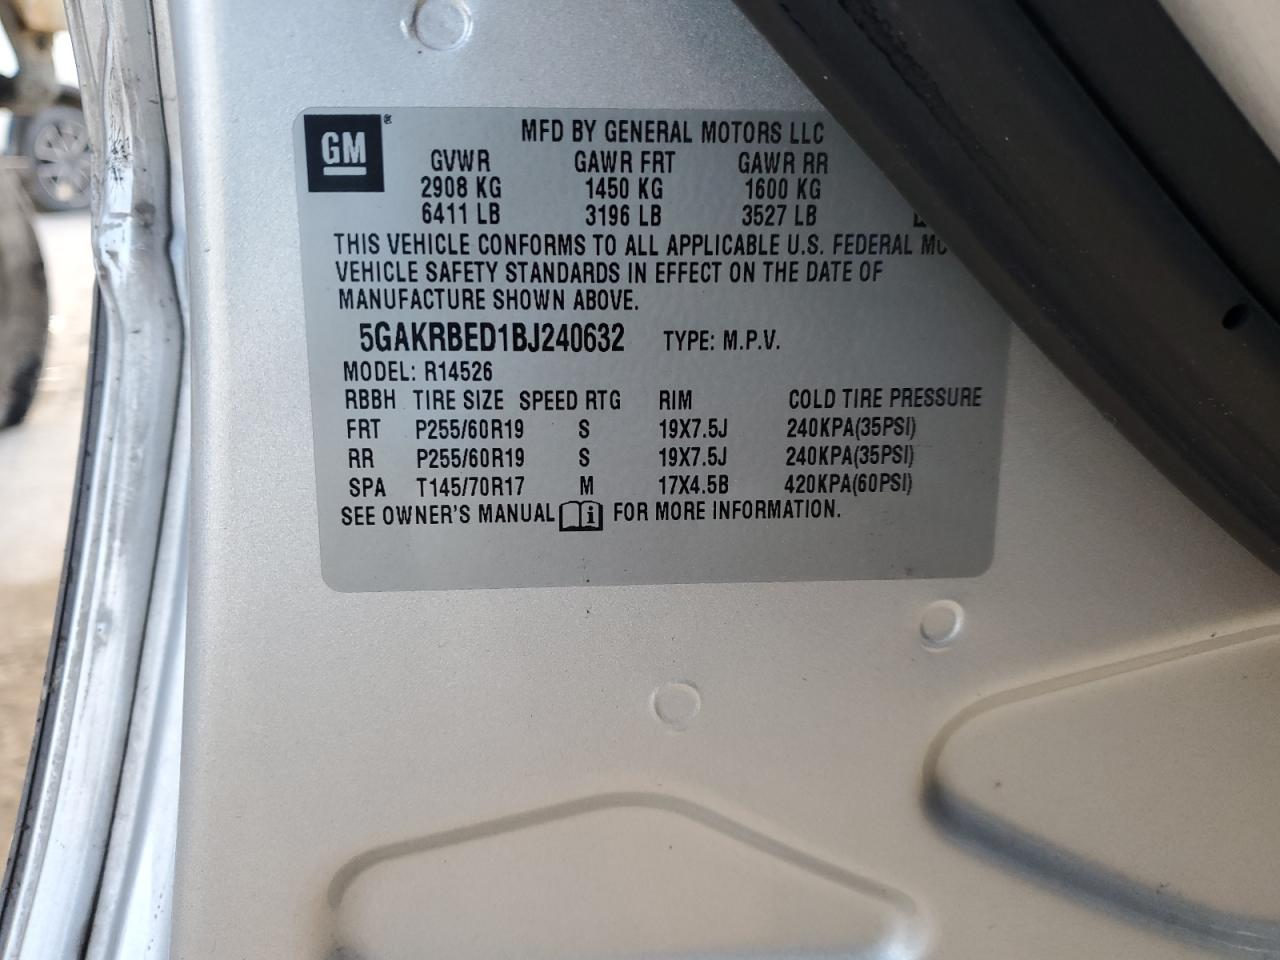 GM®
MFD BY GENERAL MOTORS LLC
GVWR GAWR FRT GAWR RR
2908 KG 1450 KG 1600 KG
6411 LB 3196 LB 3527 LB
THIS VEHICLE CONFORMS TO ALL APPLICABLE U.S. FEDERAL
VEHICLE SAFETY STANDARDS IN EFFECT ON THE DATE OF
MANUFACTURE SHOWN ABOVE.
5GAKRBED1BJ240632 TYPE: M.P.V.
MODEL: R14526
RBBH TIRE SIZE SPEED RTG RIM COLD TIRE PRESSURE
FRT P255/60R19 S 19X7.5J 240KPA(35PSI)
RR P255/60R19 S 19X7.5J 240KPA(35PSI)
SPA T145/70R17 M 17X4.5B 420KPA(60PSI)
SEE OWNER'S MANUAL i FOR MORE INFORMATION.